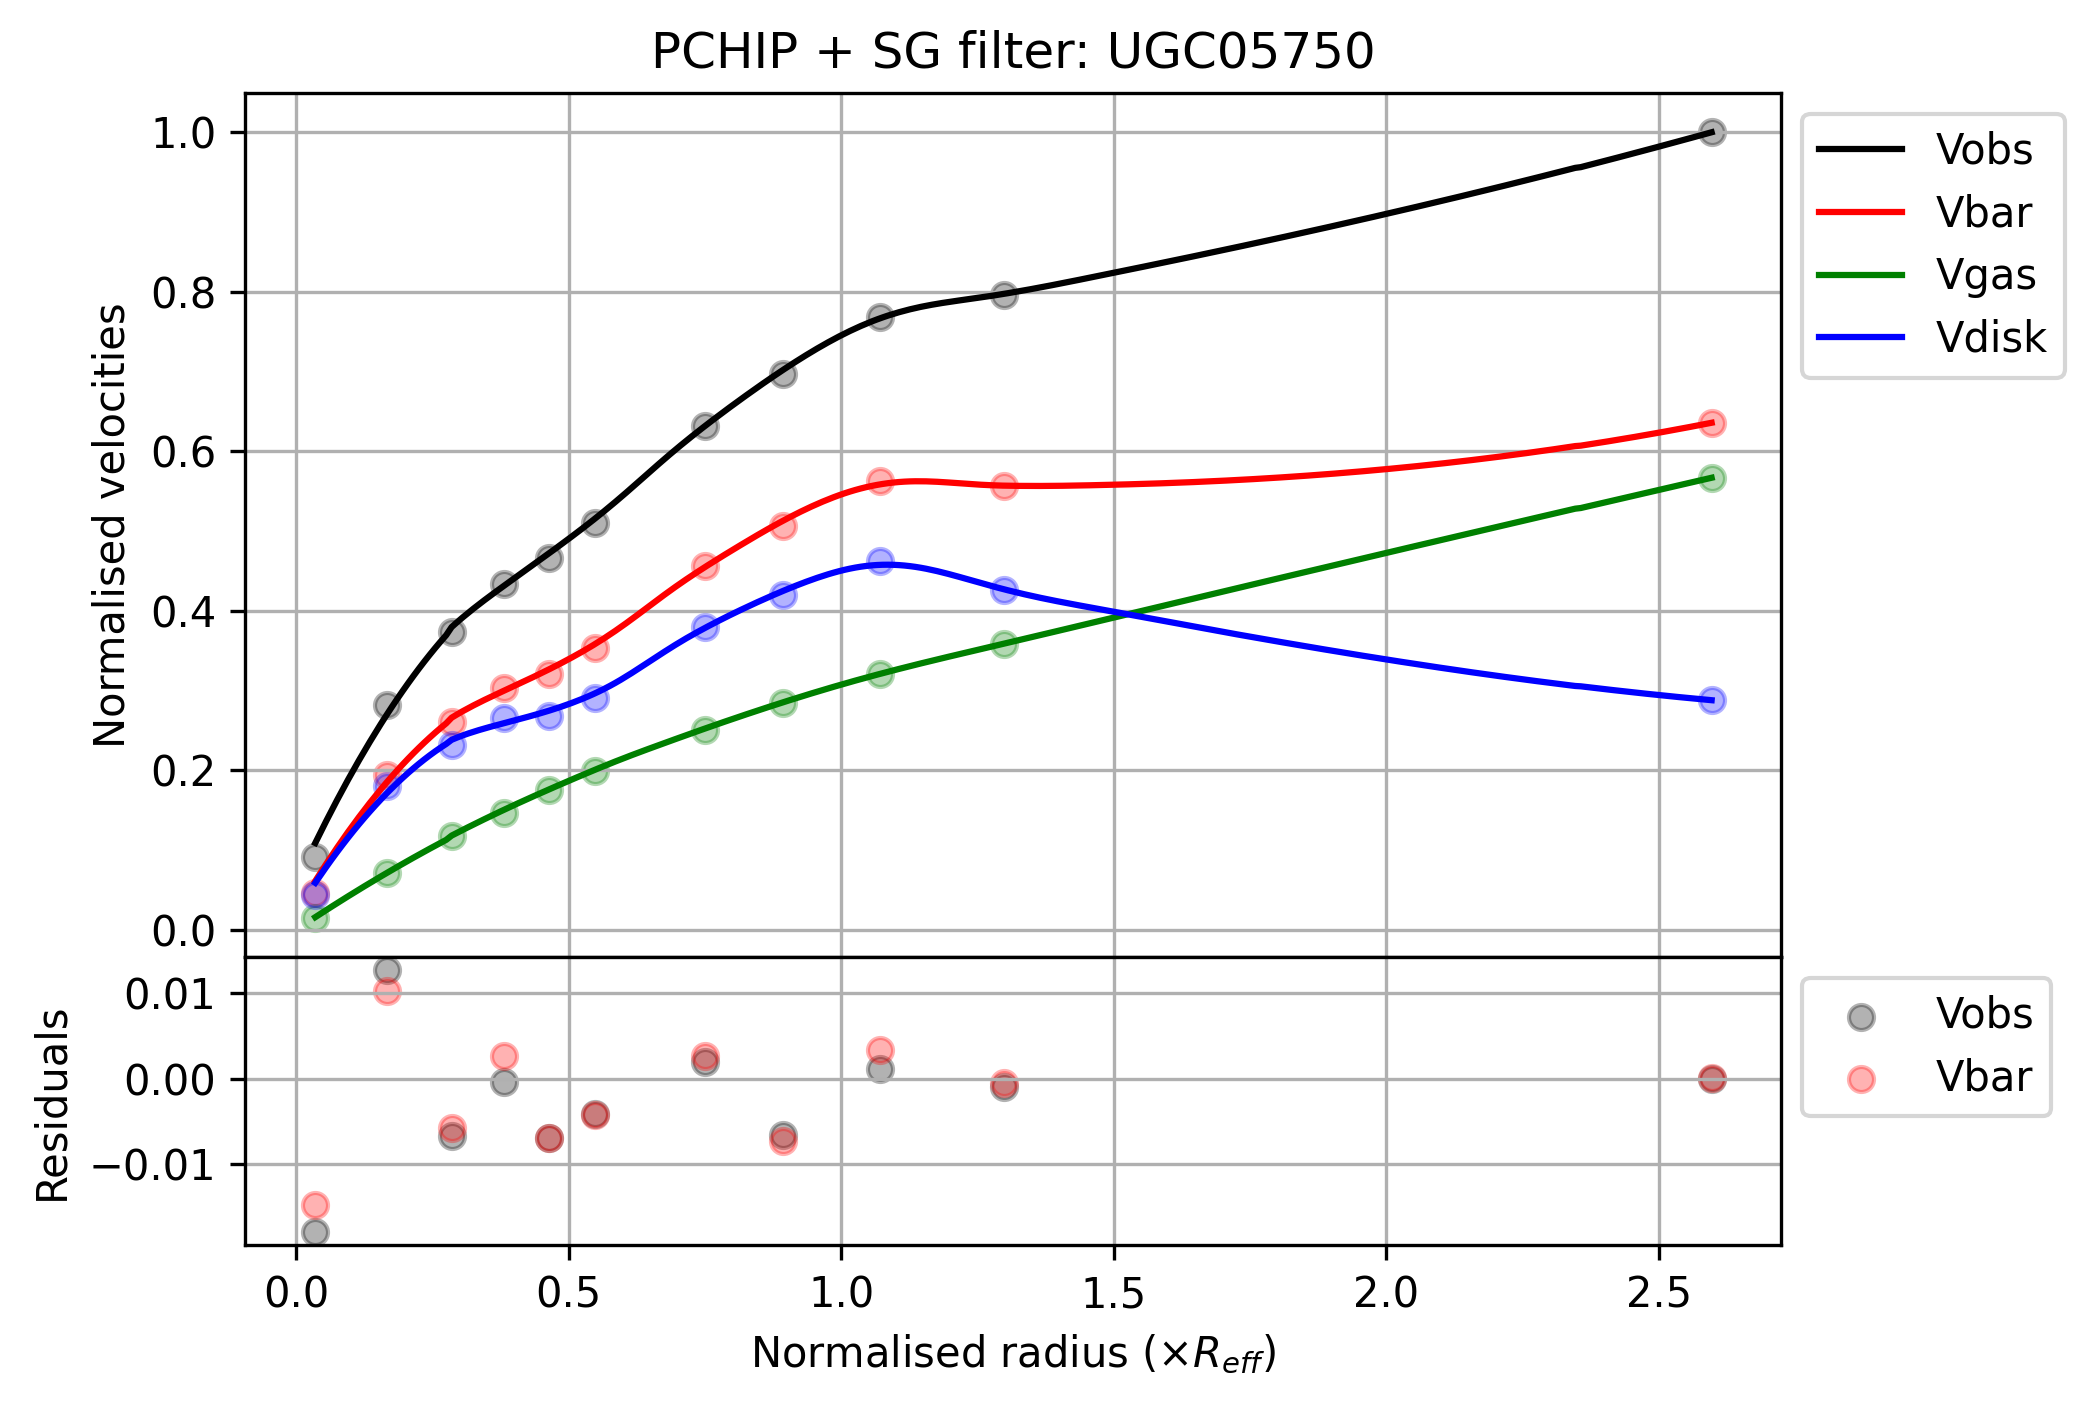 PCHIP + SG filter: UGC05750
Normalised velocities
1.0
0.8
0.6
0.4
0.2
0.0
Vobs
Vbar
Vgas
Vdisk
Residuals
0.01
0.00
−0.01
Vobs
Vbar
0.0 0.5 1.0 1.5 2.0 2.5
Normalised radius (×R_eff)